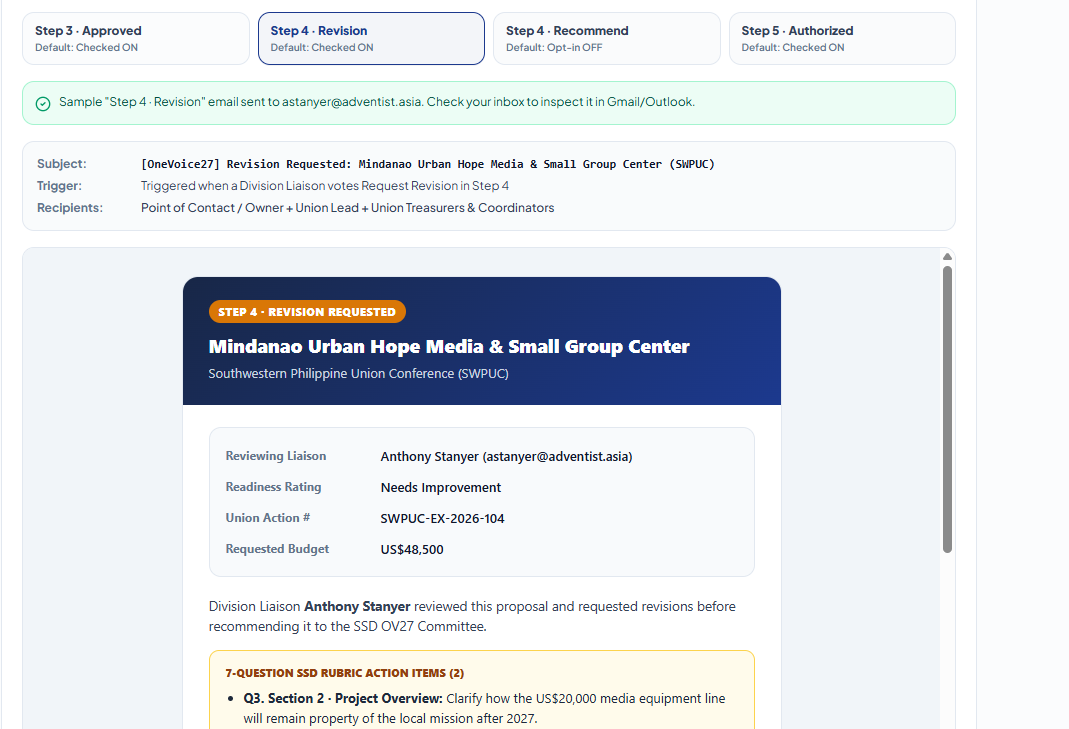 Step 3 · Approved
Default: Checked ON
Step 4 · Revision
Default: Checked ON
Step 4 · Recommend
Default: Opt-in OFF
Step 5 · Authorized
Default: Checked ON
Sample "Step 4 · Revision" email sent to astanyer@adventist.asia. Check your inbox to inspect it in Gmail/Outlook.
Subject: [OneVoice27] Revision Requested: Mindanao Urban Hope Media & Small Group Center (SWPUC)
Trigger: Triggered when a Division Liaison votes Request Revision in Step 4
Recipients: Point of Contact / Owner + Union Lead + Union Treasurers & Coordinators
STEP 4 · REVISION REQUESTED
Mindanao Urban Hope Media & Small Group Center
Southwestern Philippine Union Conference (SWPUC)
Reviewing Liaison Anthony Stanyer (astanyer@adventist.asia)
Readiness Rating Needs Improvement
Union Action # SWPUC-EX-2026-104
Requested Budget US$48,500
Division Liaison Anthony Stanyer reviewed this proposal and requested revisions before
recommending it to the SSD OV27 Committee.
7-QUESTION SSD RUBRIC ACTION ITEMS (2)
• Q3. Section 2 · Project Overview: Clarify how the US$20,000 media equipment line
will remain property of the local mission after 2027.